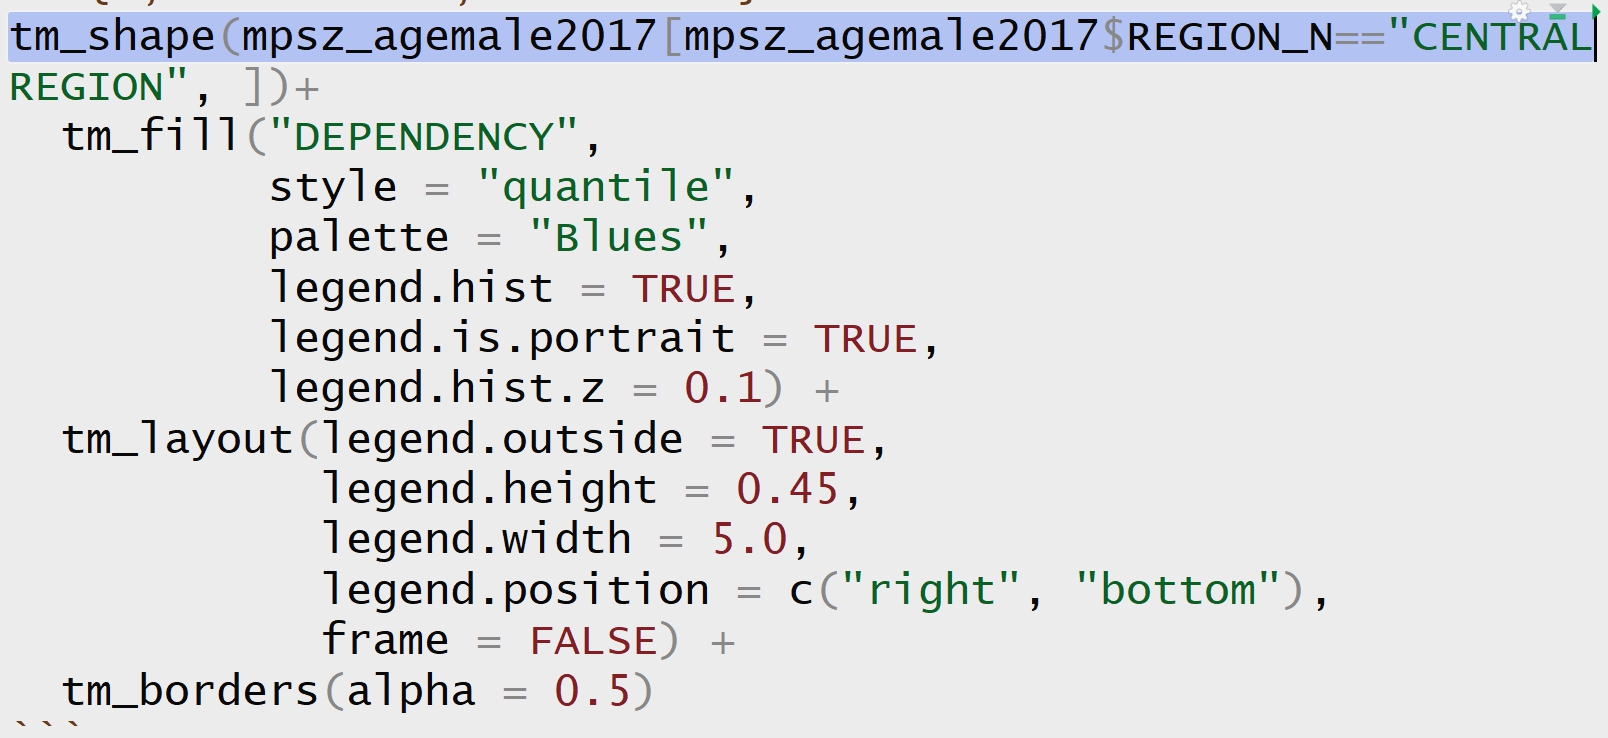 tm_shape(mpsz_agemale2017[mpsz_agemale2017$REGION_N=="CENTRAL
REGION", ])+
  tm_fill("DEPENDENCY",
          style = "quantile",
          palette = "Blues",
          legend.hist = TRUE,
          legend.is.portrait = TRUE,
          legend.hist.z = 0.1) +
  tm_layout(legend.outside = TRUE,
            legend.height = 0.45,
            legend.width = 5.0,
            legend.position = c("right", "bottom"),
            frame = FALSE) +
  tm_borders(alpha = 0.5)
```